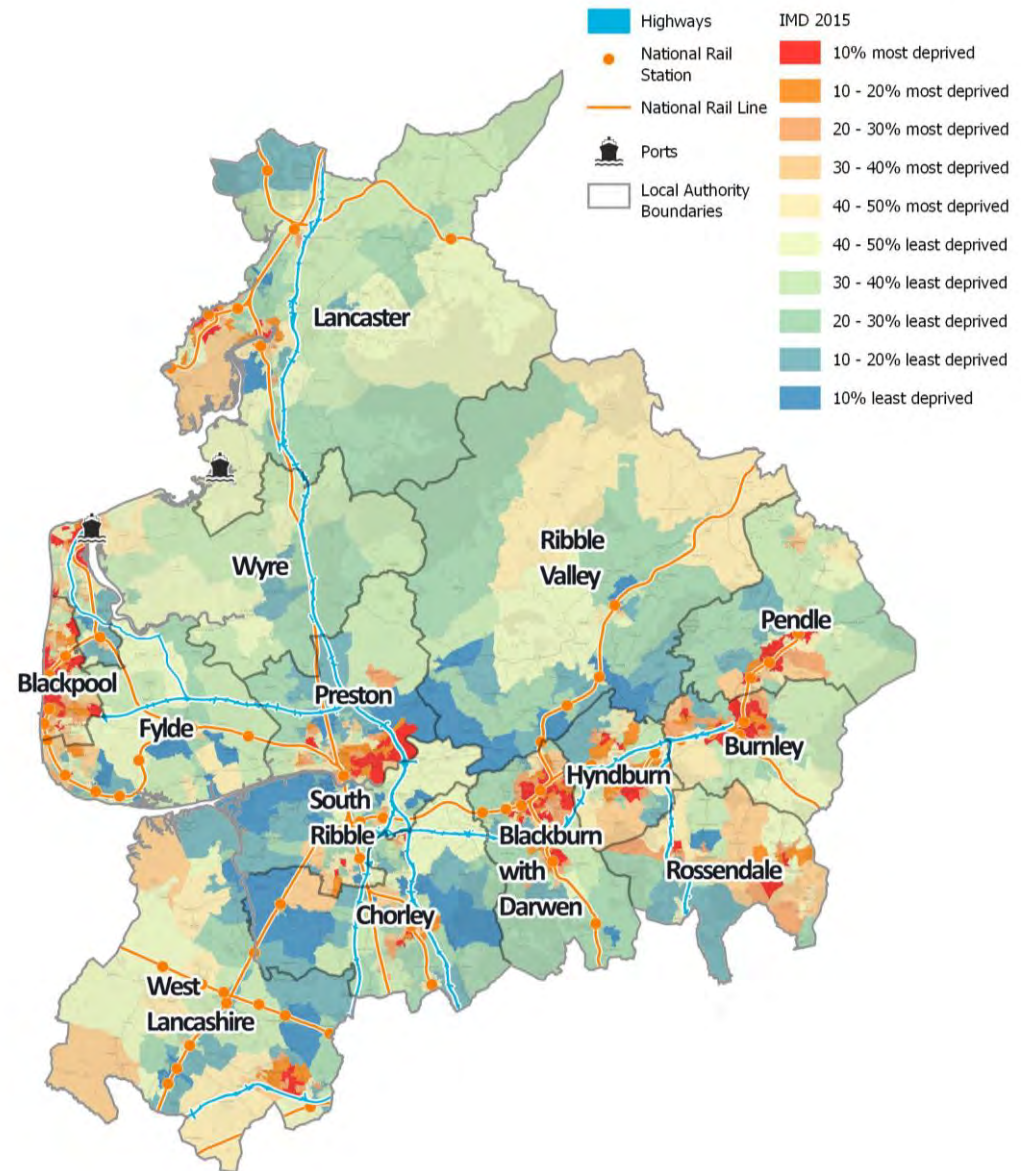 Highways
National Rail
Station
National Rail Line
Ports
Local Authority
Boundaries
IMD 2015
10% most deprived
10 - 20% most deprived
20 - 30% most deprived
30 - 40% most deprived
40 - 50% most deprived
40 - 50% least deprived
30 - 40% least deprived
20 - 30% least deprived
10 - 20% least deprived
10% least deprived
Lancaster
Wyre
Ribble
Valley
Pendle
Blackpool
Preston
Fylde
Burnley
Hyndburn
South
Ribble
Blackburn
with
Darwen
Rossendale
Chorley
West
Lancashire